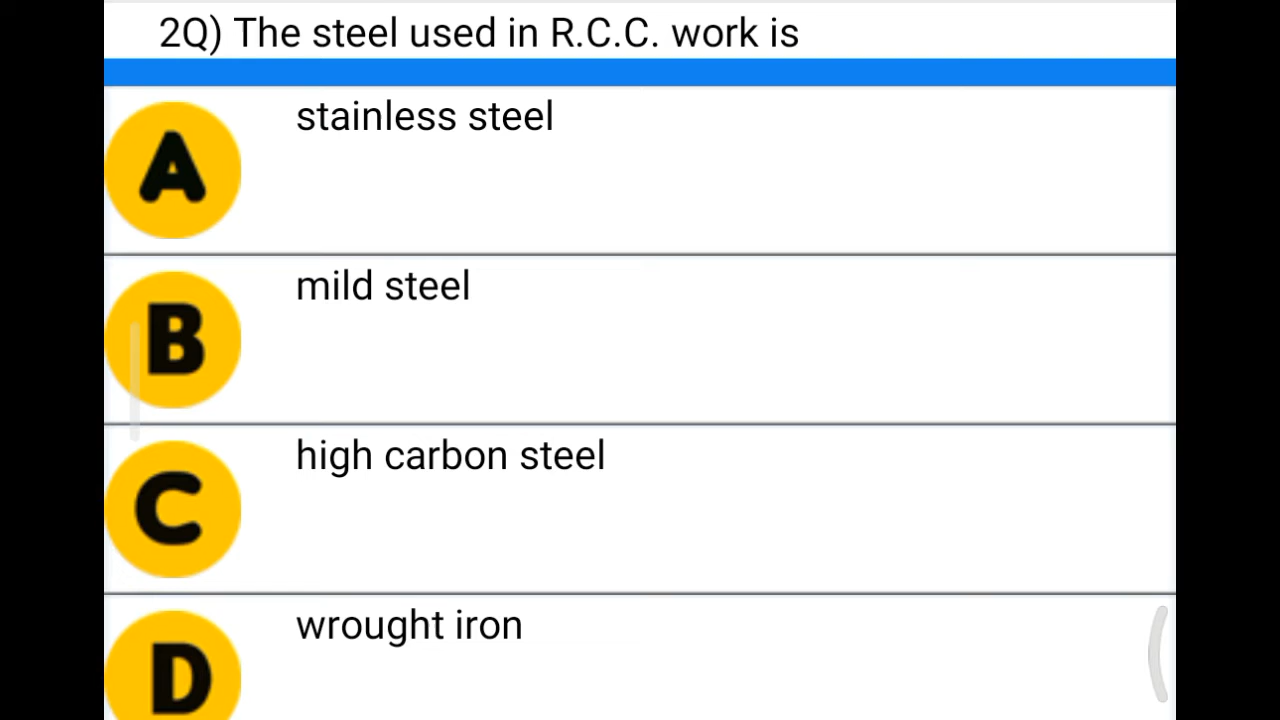 2Q) The steel used in R.C.C. work is
A
stainless steel
B
mild steel
C
high carbon steel
D
wrought iron